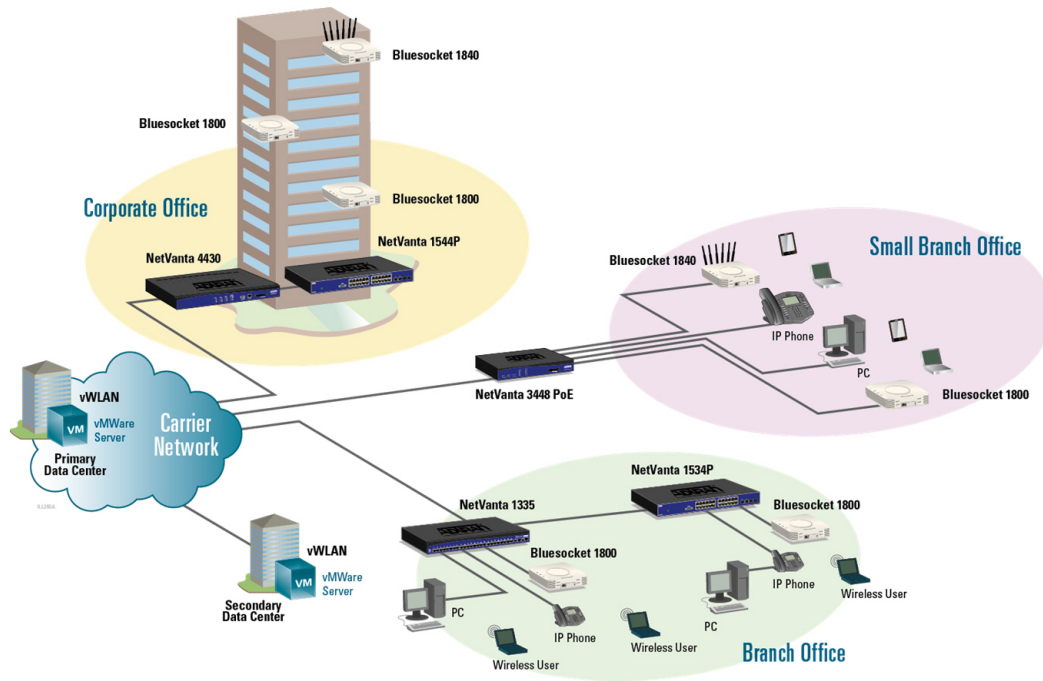 Bluesocket 1840
Bluesocket 1800
Bluesocket 1800
Corporate Office
NetVanta 1544P
NetVanta 4430
Small Branch Office
Bluesocket 1840
IP Phone
PC
Bluesocket 1800
NetVanta 3448 PoE
vWLAN
VM
vMWare
Server
Carrier
Network
Primary
Data Center
NetVanta 1534P
NetVanta 1335
Bluesocket 1800
Bluesocket 1800
vWLAN
VM
vMWare
Server
Secondary
Data Center
PC
IP Phone
Wireless User
Wireless User
PC
IP Phone
Wireless User
Branch Office